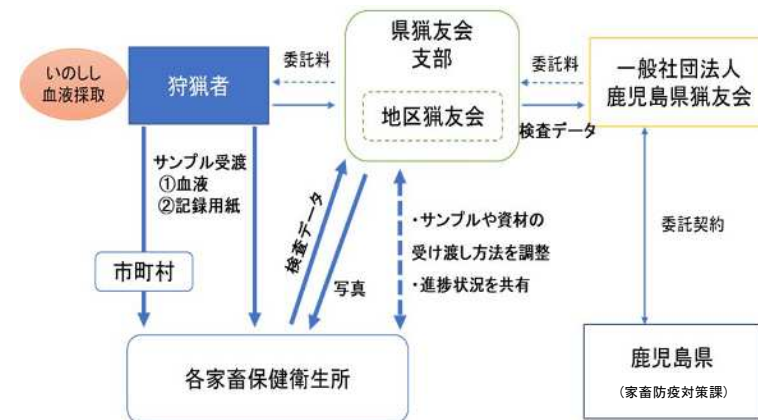 いのしし
血液採取
狩猟者
委託料
県猟友会
支部
地区猟友会
委託料
検査データ
一般社団法人
鹿児島県猟友会
サンプル受渡
①血液
②記録用紙
市町村
検査データ
写真
・サンプルや資材の
受け渡し方法を調整
・進捗状況を共有
委託契約
各家畜保健衛生所
鹿児島県
(家畜防疫対策課)